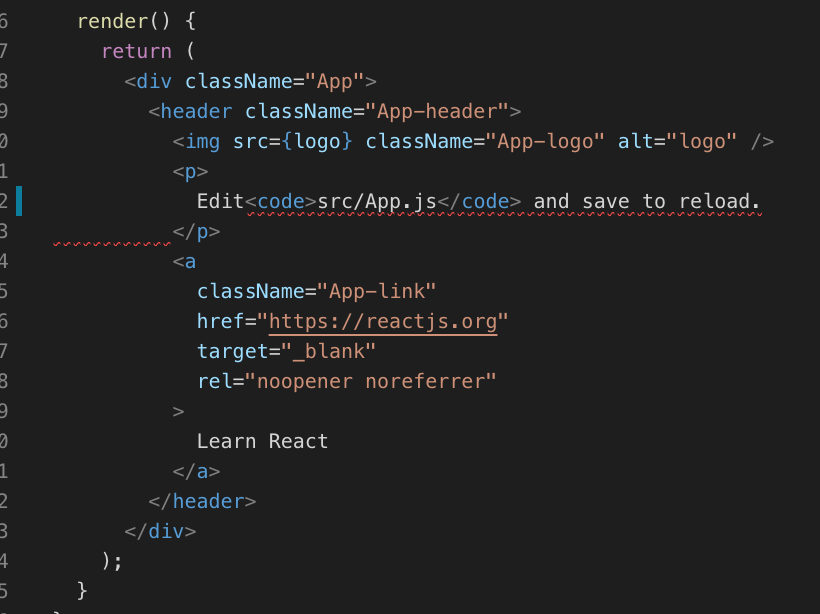 6 render() {
7 return (
8 <div className="App">
9 <header className="App-header">
0 <img src={logo} className="App-logo" alt="logo" />
1 <p>
2 Edit<code>src/App.js</code> and save to reload.
3 </p>
4 <a
5 className="App-link"
6 href="https://reactjs.org"
7 target="_blank"
8 rel="noopener noreferrer"
9 >
0 Learn React
1 </a>
2 </header>
3 </div>
4 );
5 }